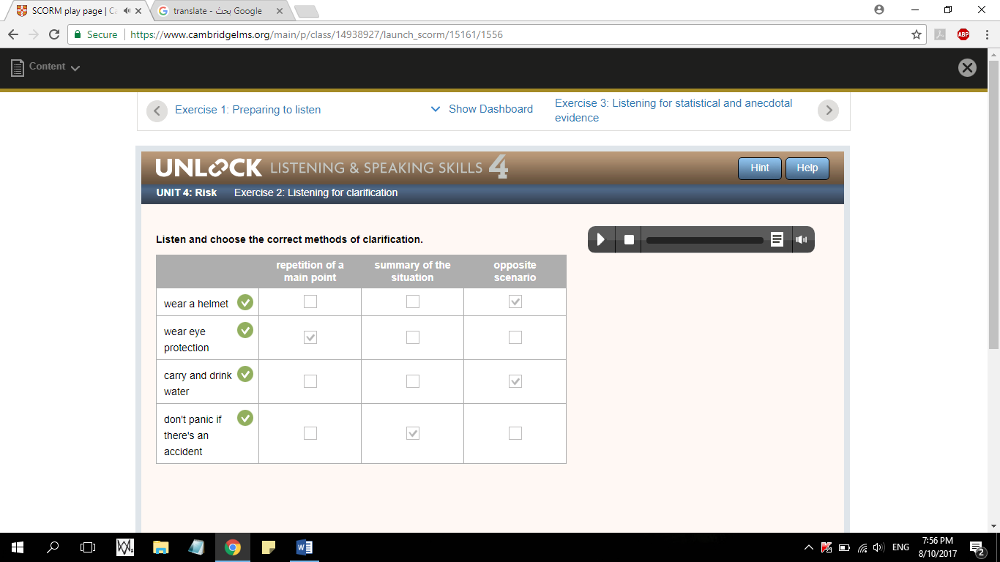 SCORM play page | Ca
translate - بحث Google
Secure
https://www.cambridgelms.org/main/p/class/14938927/launch_scorm/15161/1556
ABP
Content
Exercise 1: Preparing to listen
Show Dashboard
Exercise 3: Listening for statistical and anecdotal
evidence
UNLOCK LISTENING & SPEAKING SKILLS 4
Hint
Help
UNIT 4: Risk Exercise 2: Listening for clarification
Listen and choose the correct methods of clarification.
repetition of a
main point
summary of the
situation
opposite
scenario
wear a helmet
wear eye
protection
carry and drink
water
don't panic if
there's an
accident
ENG
7:56 PM
8/10/2017
2